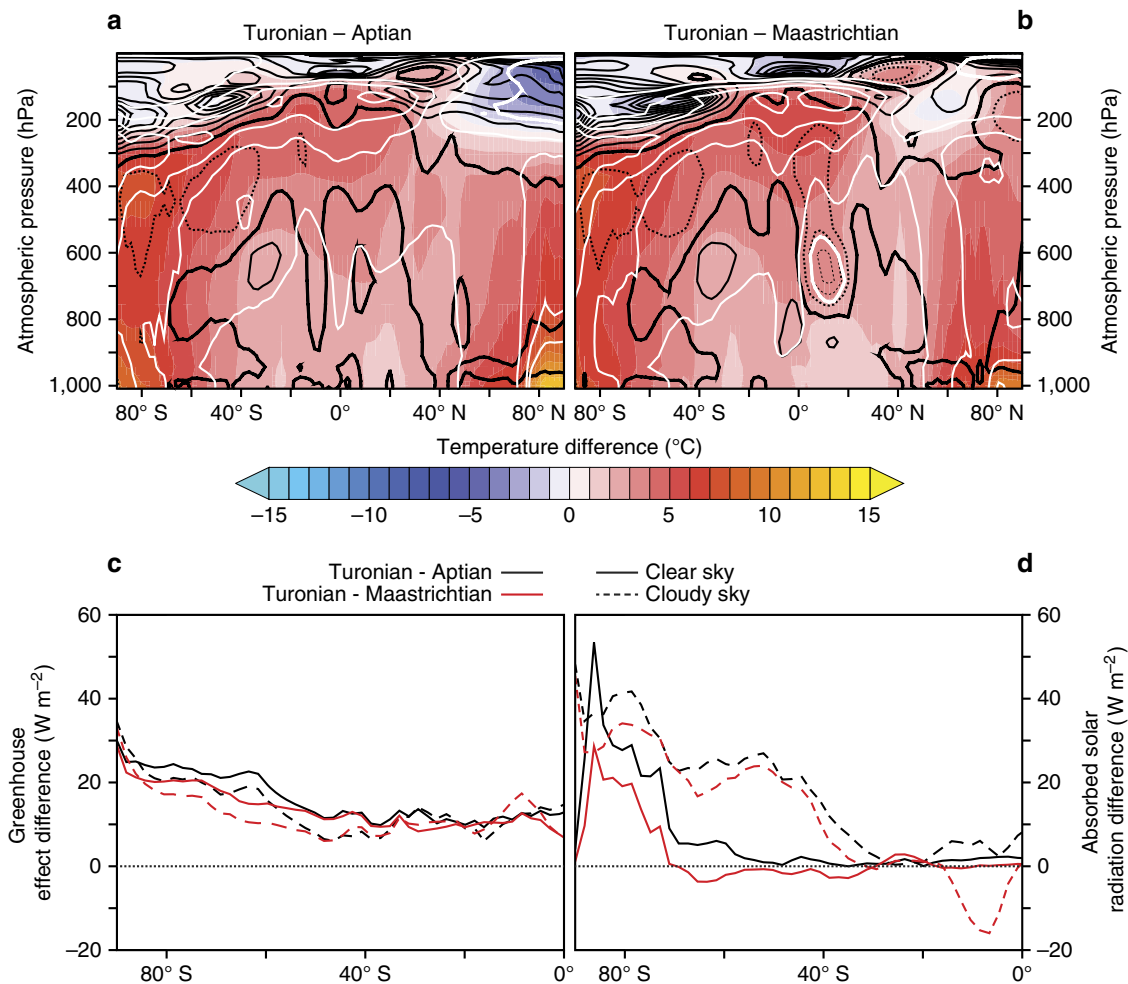 a
Turonian – Aptian
Turonian – Maastrichtian
b
Atmospheric pressure (hPa)
200
400
600
800
1,000
80° S
40° S
0°
40° N
80° N
80° S
40° S
0°
40° N
80° N
200
400
600
800
1,000
Atmospheric pressure (hPa)
Temperature difference (°C)
–15
–10
–5
0
5
10
15
c
Turonian - Aptian
Turonian - Maastrichtian
Clear sky
Cloudy sky
d
Greenhouse
effect difference (W m–2)
60
40
20
0
–20
80° S
40° S
0°
80° S
40° S
0°
60
40
20
0
–20
Absorbed solar
radiation difference (W m–2)